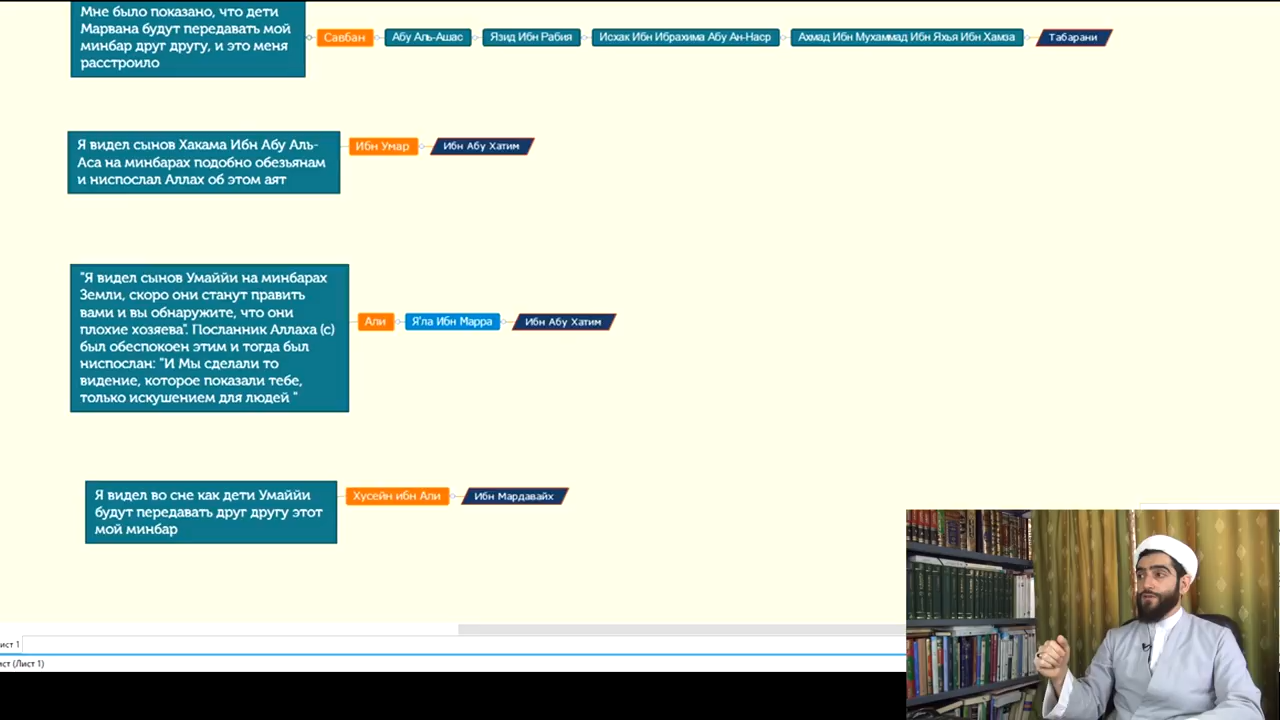 Мне было показано, что дети
Марвана будут передавать мой
минбар друг другу, и это меня
расстроило
Савбан
Абу Аль-Ашас
Язид Ибн Рабия
Исхак Ибн Ибрахима Абу Ан-Наср
Ахмад Ибн Мухаммад Ибн Яхья Ибн Хамза
Табарани
Я видел сынов Хакама Ибн Абу Аль-
Аса на минбарах подобно обезьянам
и ниспослал Аллах об этом аят
Ибн Умар
Ибн Абу Хатим
"Я видел сынов Умаййи на минбарах
Земли, скоро они станут править
вами и вы обнаружите, что они
плохие хозяева". Посланник Аллаха (с)
был обеспокоен этим и тогда был
ниспослан: "И Мы сделали то
видение, которое показали тебе,
только искушением для людей "
Али
Я'ла Ибн Марра
Ибн Абу Хатим
Я видел во сне как дети Умаййи
будут передавать друг другу этот
мой минбар
Хусейн ибн Али
Ибн Мардавайх
ист 1
ст (Лист 1)